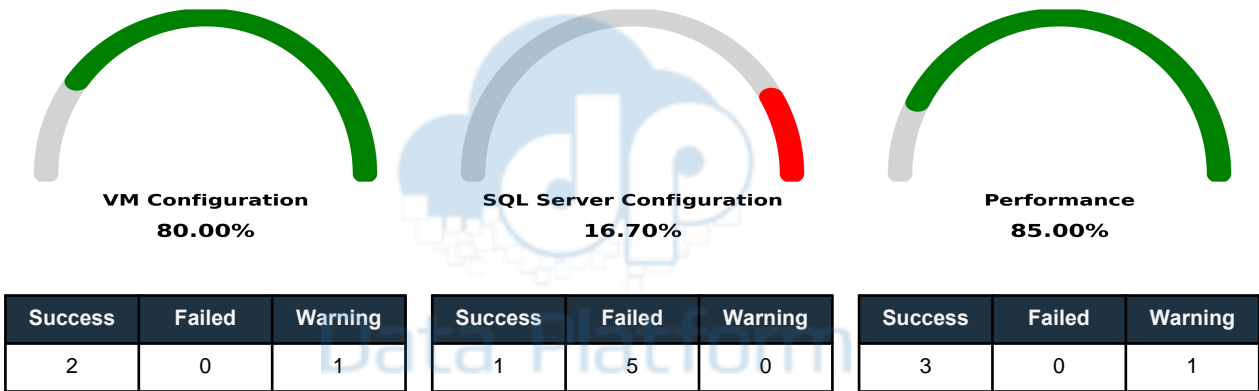 VM Configuration
80.00%
SQL Server Configuration
16.70%
Performance
85.00%
Success Failed Warning
2 0 1
Success Failed Warning
1 5 0
Success Failed Warning
3 0 1
dp
Data Platform